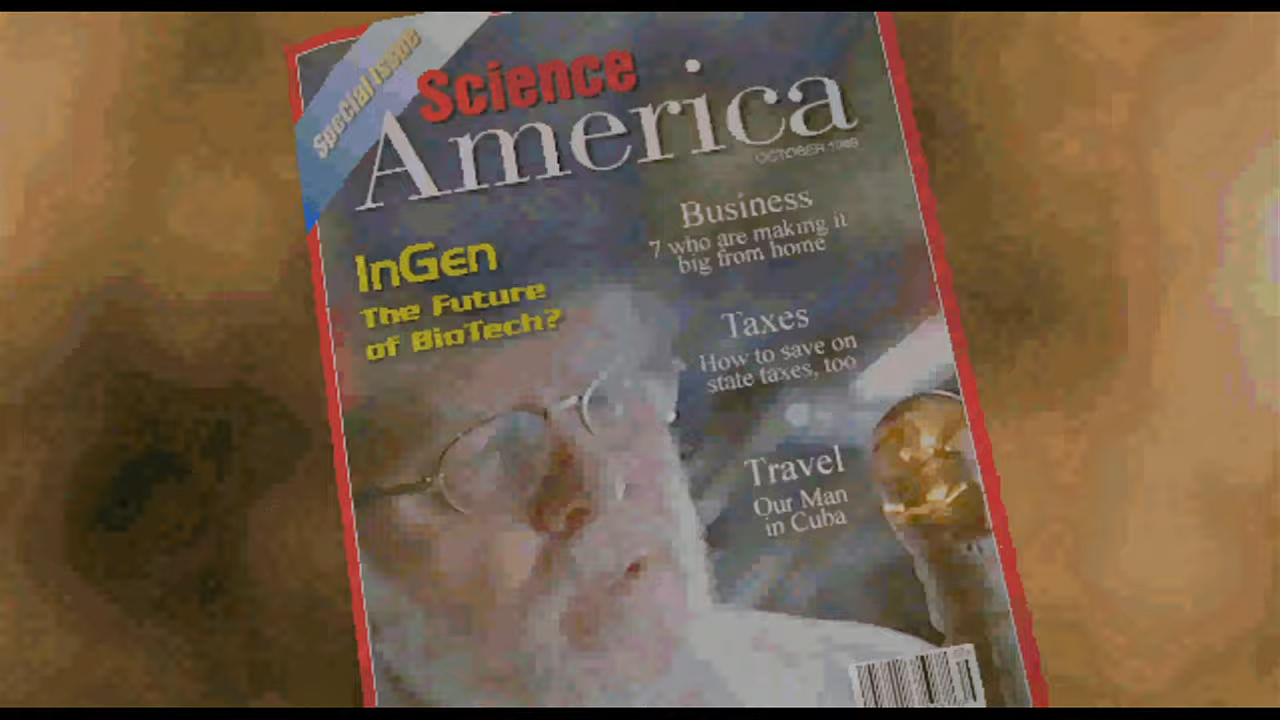 Special Issue
Science
America
OCTOBER 1989
InGen
The Future
of BioTech?
Business
7 who are making it
big from home
Taxes
How to save on
state taxes, too
Travel
Our Man
in Cuba